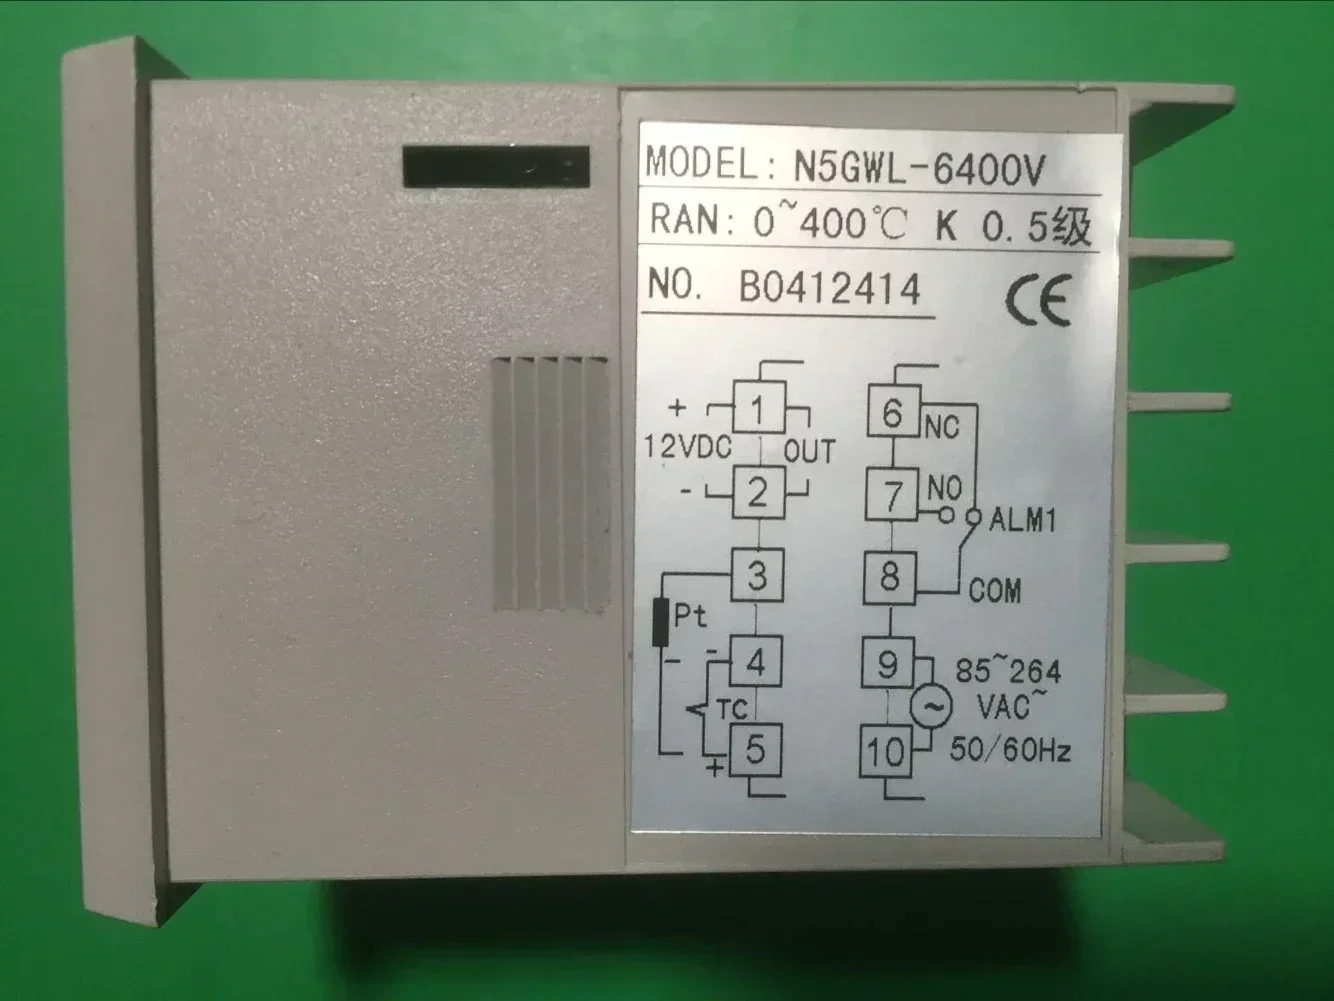 MODEL: N5GWL-6400V
RAN: 0~400℃ K 0.5级
NO. B0412414
CE
+ 1
12VDC OUT
- 2
3
Pt
- - 4
TC
+ 5
6 NC
7 NO
ALM1
8 COM
9 85~264
~ VAC~
10 50/60Hz